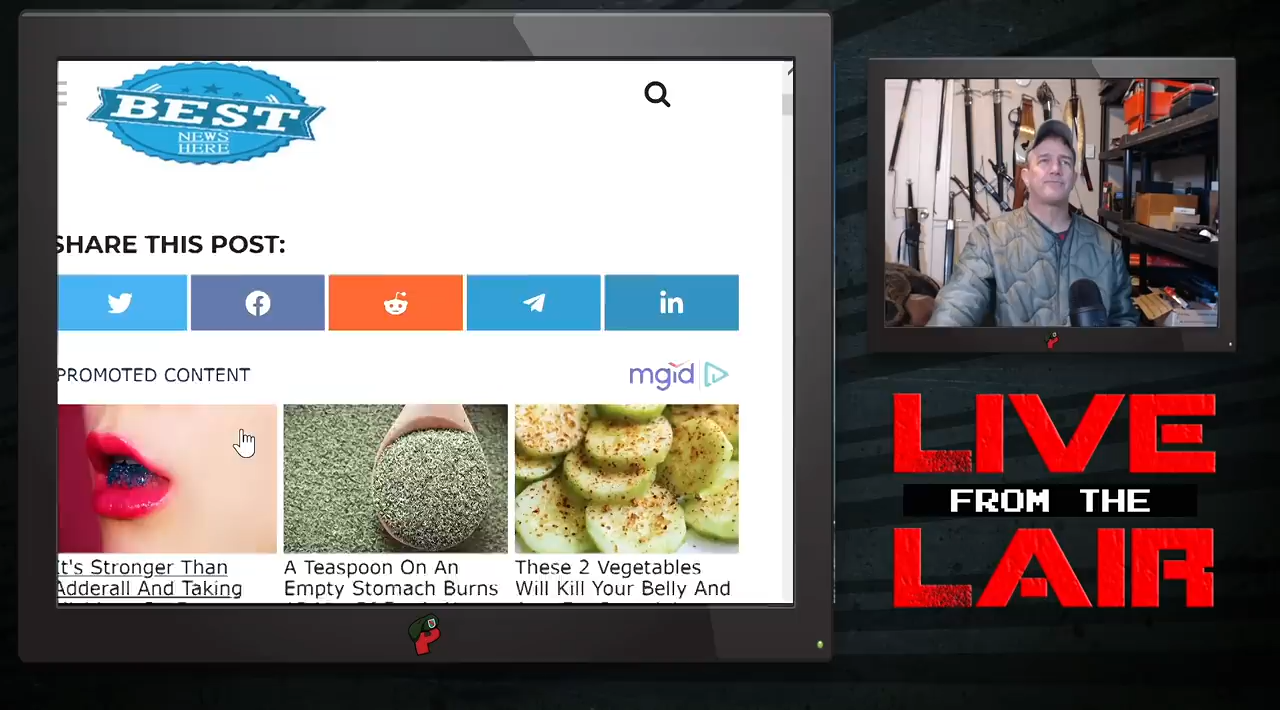 BEST
NEWS
HERE
SHARE THIS POST:
in
PROMOTED CONTENT
mgid
It's Stronger Than
Adderall And Taking
A Teaspoon On An
Empty Stomach Burns
These 2 Vegetables
Will Kill Your Belly And
LIVE
FROM THE
LAIR